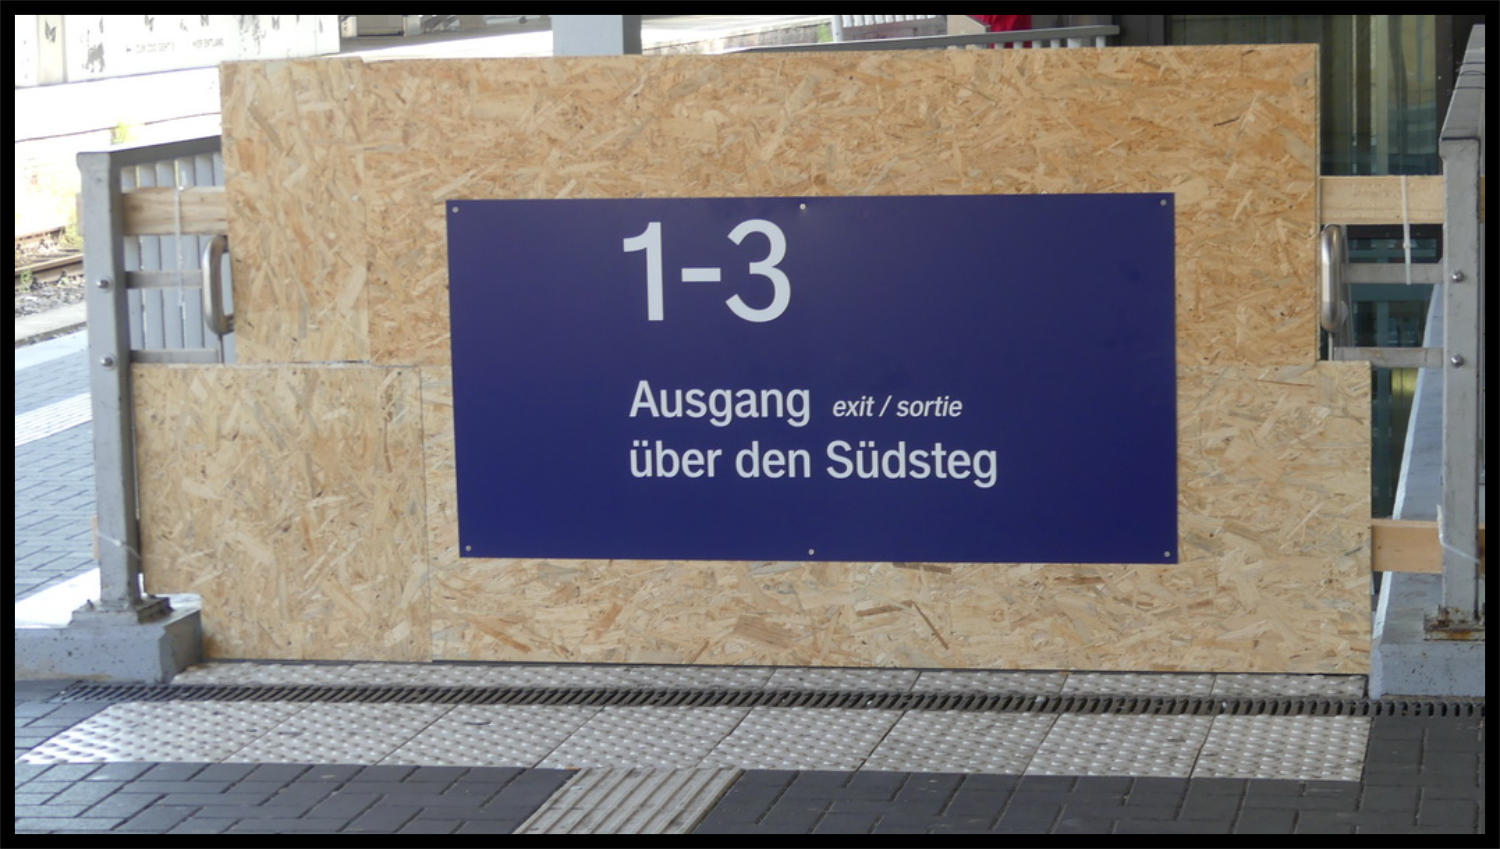 1-3
Ausgang exit / sortie
über den Südsteg